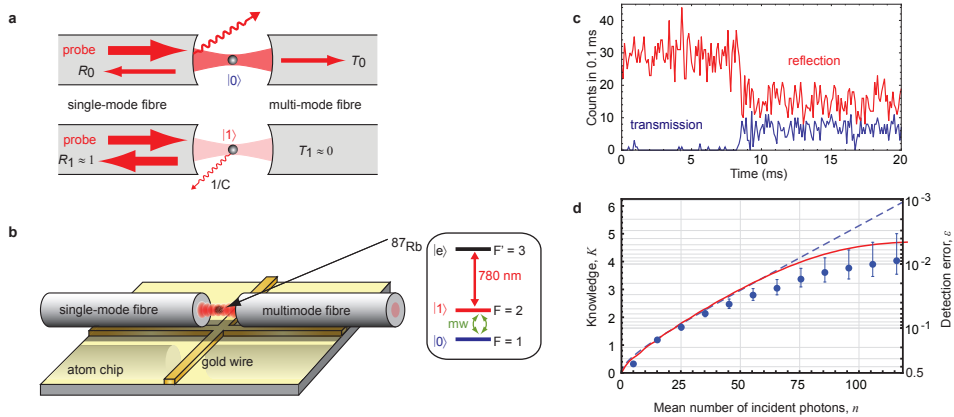 a
probe
R0
T0
|0⟩
single-mode fibre
multi-mode fibre
probe
|1⟩
R1 ≈ 1
T1 ≈ 0
1/C
b
87Rb
single-mode fibre
multimode fibre
atom chip
gold wire
|e⟩ F' = 3
780 nm
|1⟩ F = 2
mw
|0⟩ F = 1
c
Counts in 0.1 ms
40
30
20
10
0
reflection
transmission
0 5 10 15 20
Time (ms)
d
Knowledge, K
6
5
4
3
2
1
0
10-3
10-2
10-1
0.5
Detection error, ε
0 25 50 75 100
Mean number of incident photons, n